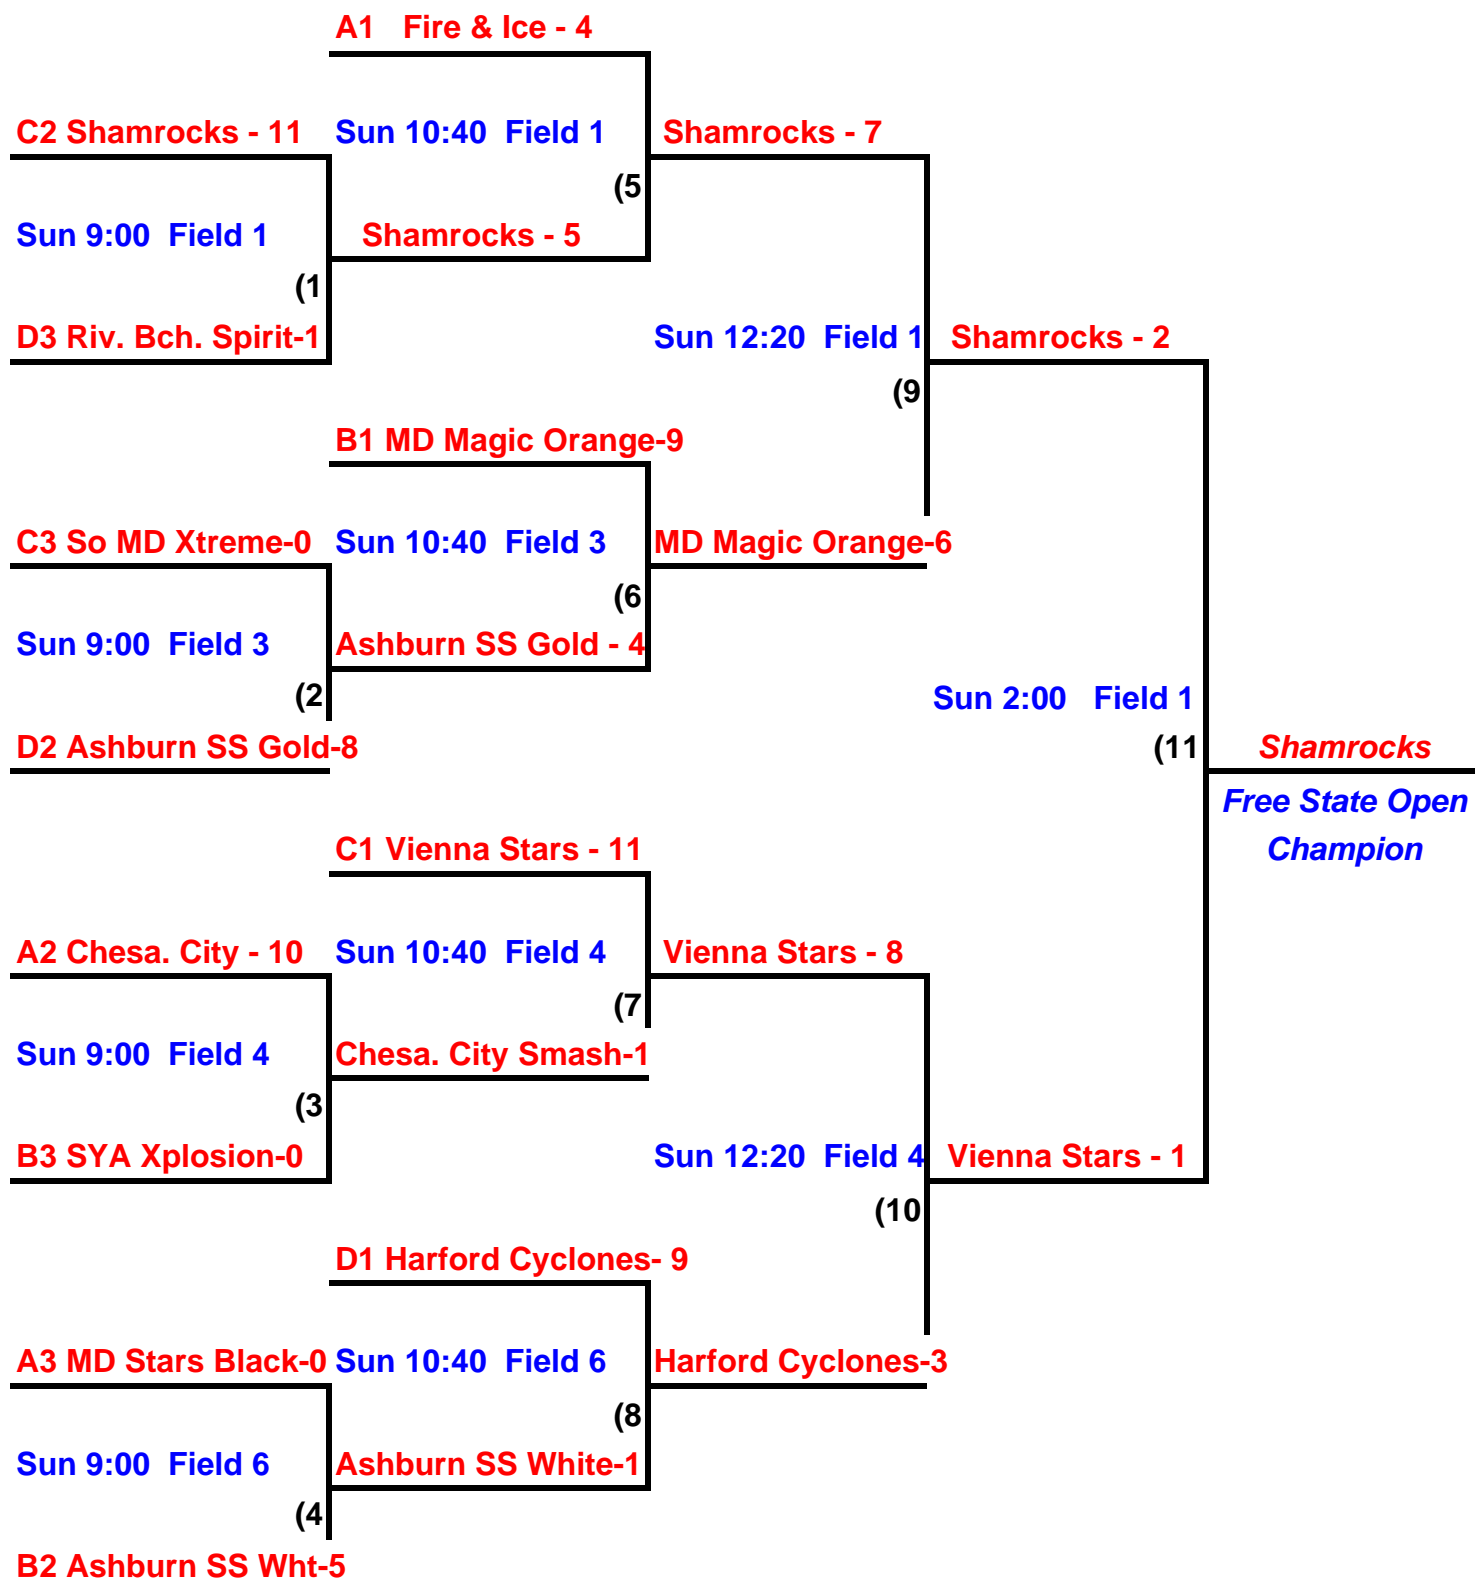 A1   Fire & Ice - 4
C2 Shamrocks - 11   Sun 10:40  Field 1   Shamrocks - 7
(5
Sun 9:00  Field 1   Shamrocks - 5
(1
D3 Riv. Bch. Spirit-1   Sun 12:20  Field 1   Shamrocks - 2
(9
B1 MD Magic Orange-9
C3 So MD Xtreme-0   Sun 10:40  Field 3   MD Magic Orange-6
(6
Sun 9:00  Field 3   Ashburn SS Gold - 4
(2   Sun 2:00   Field 1
D2 Ashburn SS Gold-8   (11   Shamrocks
Free State Open
C1 Vienna Stars - 11   Champion
A2 Chesa. City - 10   Sun 10:40  Field 4   Vienna Stars - 8
(7
Sun 9:00  Field 4   Chesa. City Smash-1
(3
B3 SYA Xplosion-0   Sun 12:20  Field 4   Vienna Stars - 1
(10
D1 Harford Cyclones- 9
A3 MD Stars Black-0   Sun 10:40  Field 6   Harford Cyclones-3
(8
Sun 9:00  Field 6   Ashburn SS White-1
(4
B2 Ashburn SS Wht-5